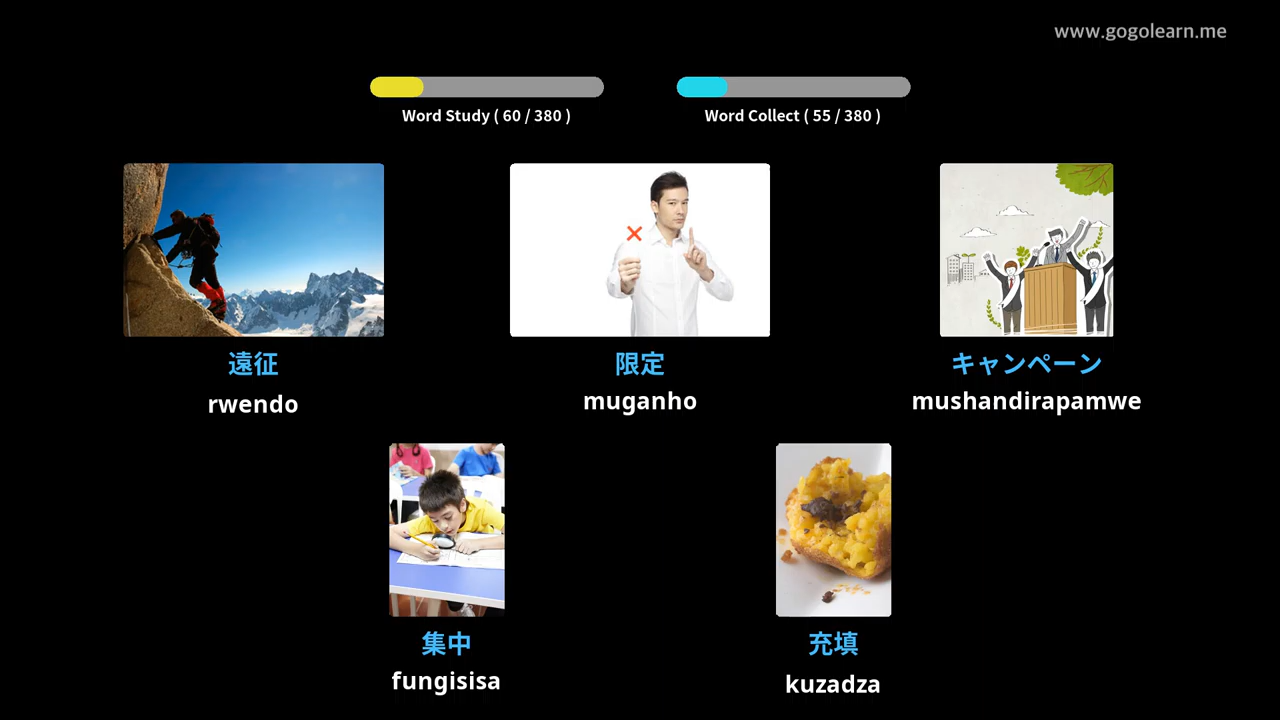 www.gogolearn.me
Word Study ( 60 / 380 )
Word Collect ( 55 / 380 )
遠征
rwendo
限定
muganho
キャンペーン
mushandirapamwe
集中
fungisisa
充填
kuzadza